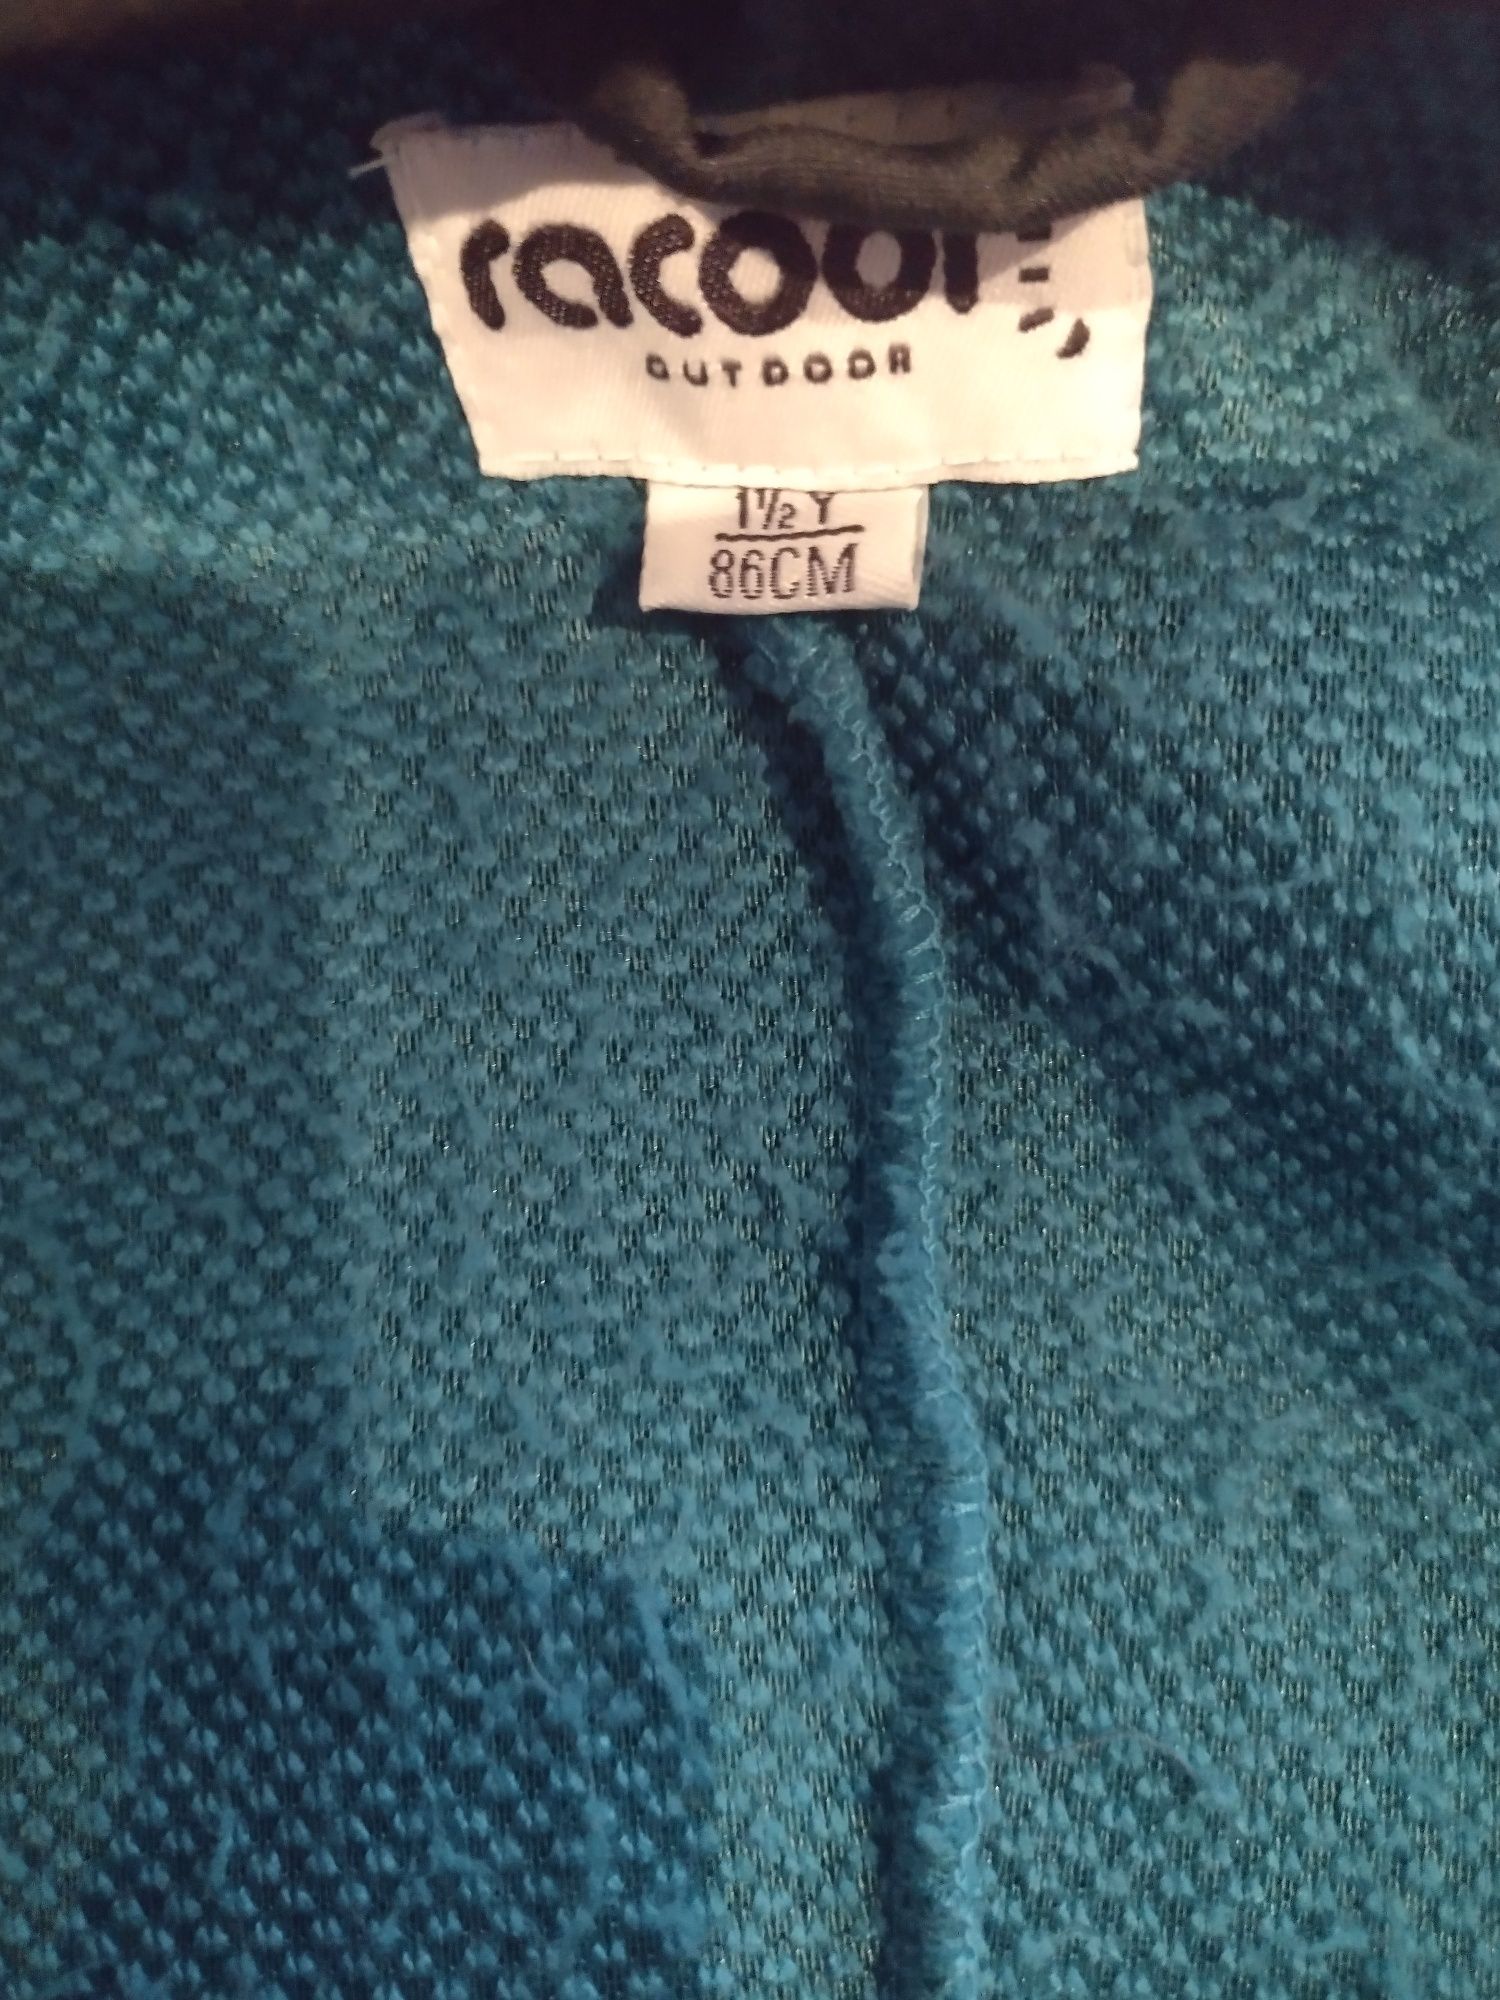 racoon
OUTDOOR
1½ Y
86CM